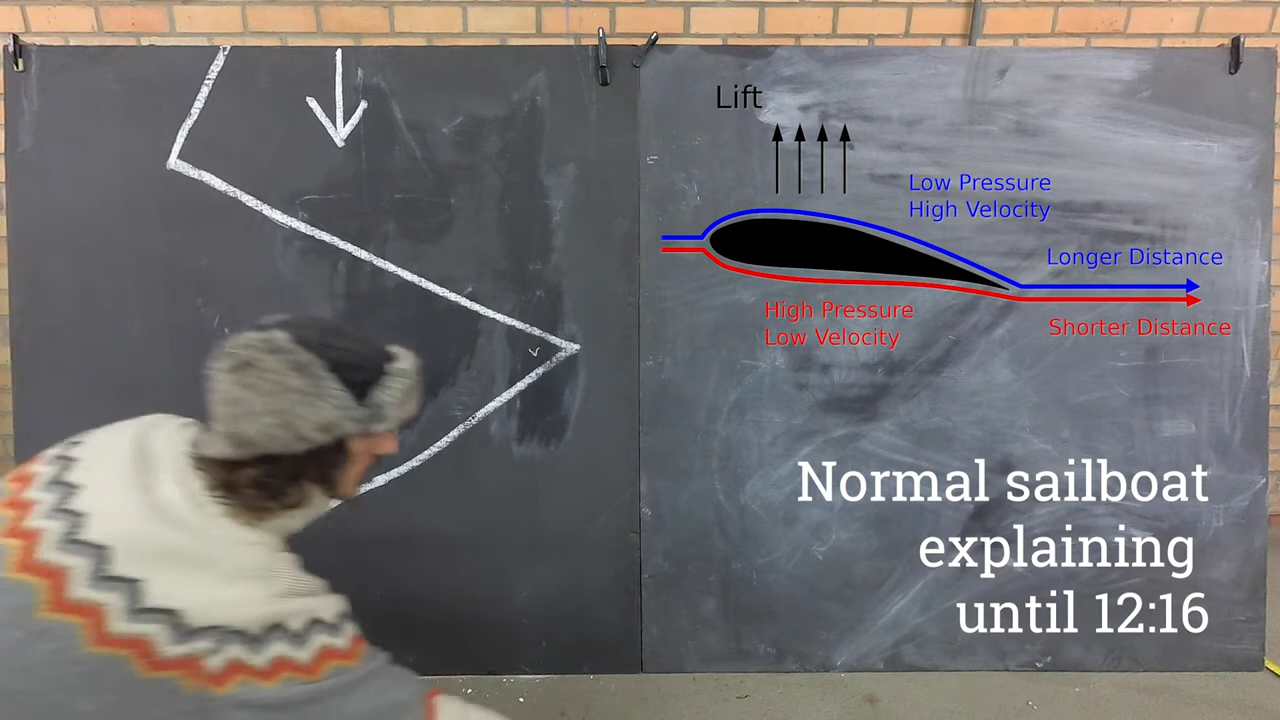 Lift
Low Pressure
High Velocity
Longer Distance
High Pressure
Low Velocity
Shorter Distance
Normal sailboat
explaining
until 12:16